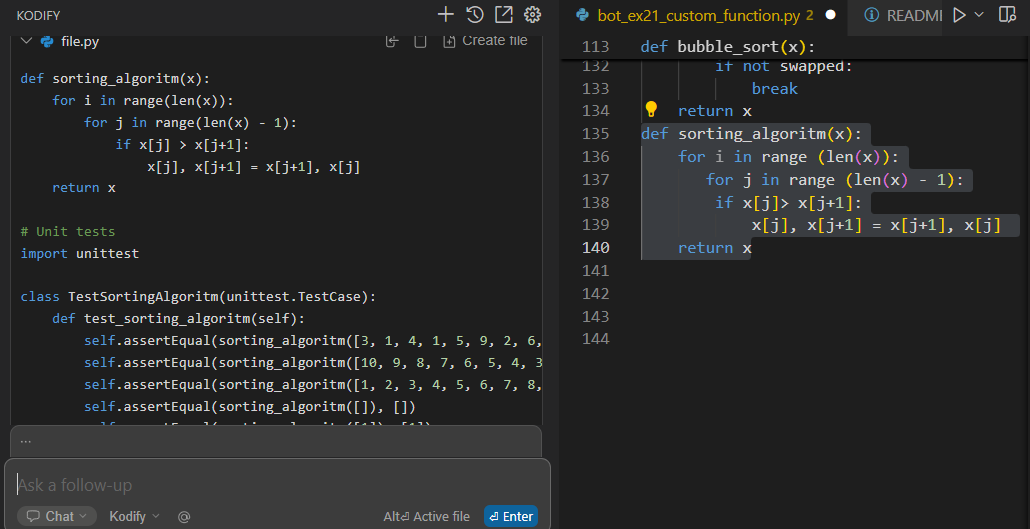 KODIFY
file.py
Create file
def sorting_algoritm(x):
    for i in range(len(x)):
        for j in range(len(x) - 1):
            if x[j] > x[j+1]:
                x[j], x[j+1] = x[j+1], x[j]
    return x
# Unit tests
import unittest
class TestSortingAlgoritm(unittest.TestCase):
    def test_sorting_algoritm(self):
        self.assertEqual(sorting_algoritm([3, 1, 4, 1, 5, 9, 2, 6,
        self.assertEqual(sorting_algoritm([10, 9, 8, 7, 6, 5, 4, 3
        self.assertEqual(sorting_algoritm([1, 2, 3, 4, 5, 6, 7, 8,
        self.assertEqual(sorting_algoritm([]), [])
...
Ask a follow-up
Chat Kodify @ Alt⏎ Active file ⏎ Enter
bot_ex21_custom_function.py 2 README
113 def bubble_sort(x):
132 if not swapped:
133 break
134 return x
135 def sorting_algoritm(x):
136 for i in range (len(x)):
137 for j in range (len(x) - 1):
138 if x[j]> x[j+1]:
139 x[j], x[j+1] = x[j+1], x[j]
140 return x
141
142
143
144